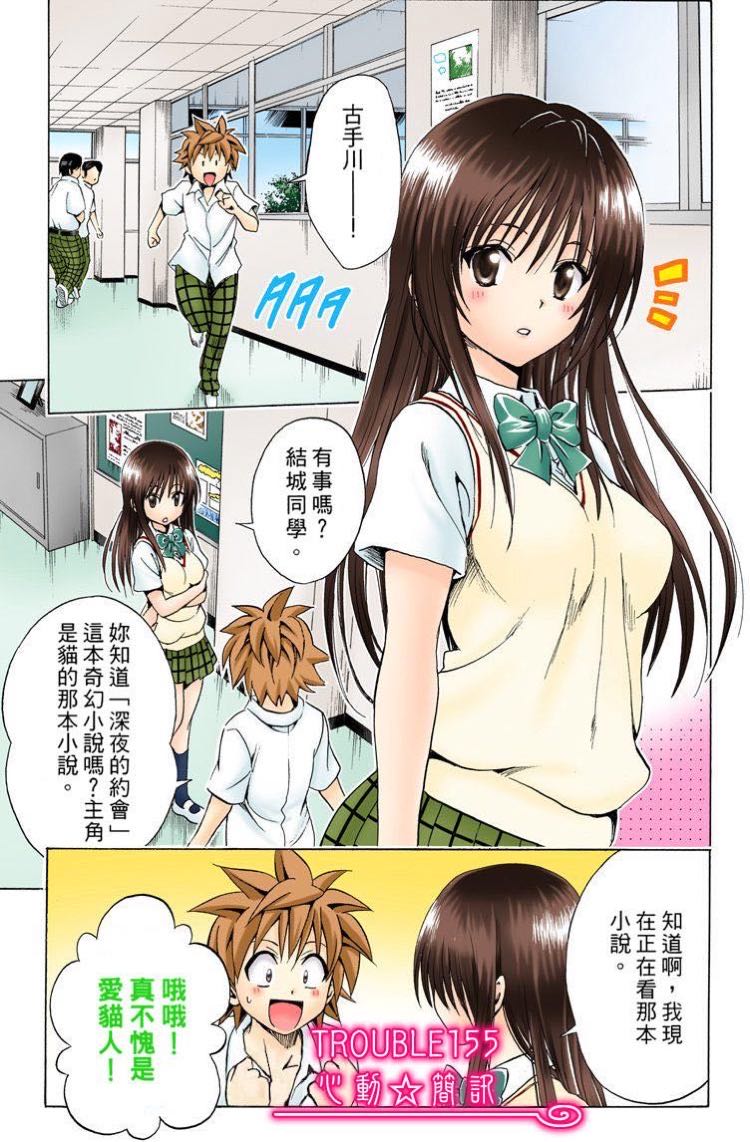 古手川
——！
AAA
有事嗎？
結城同學。
妳知道「深夜的約會」
這本奇幻小說嗎？主角
是貓的那本小說。
知道啊，我現
在正在看那本
小說。
哦哦！
真不愧是
愛貓人！
TROUBLE155
心動☆簡訊